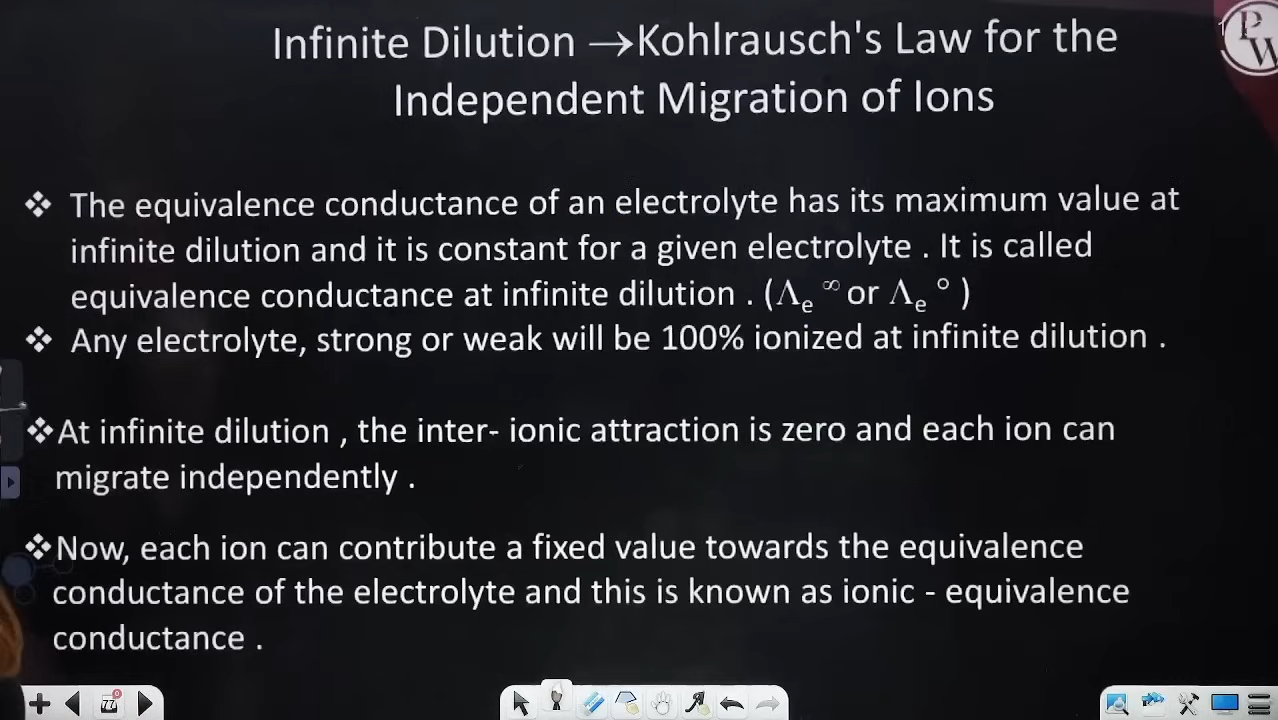 Infinite Dilution →Kohlrausch's Law for the
Independent Migration of Ions
PW
❖ The equivalence conductance of an electrolyte has its maximum value at
infinite dilution and it is constant for a given electrolyte . It is called
equivalence conductance at infinite dilution . (Λₑ ∞ or Λₑ ° )
❖ Any electrolyte, strong or weak will be 100% ionized at infinite dilution .
❖At infinite dilution , the inter- ionic attraction is zero and each ion can
migrate independently .
❖Now, each ion can contribute a fixed value towards the equivalence
conductance of the electrolyte and this is known as ionic - equivalence
conductance .